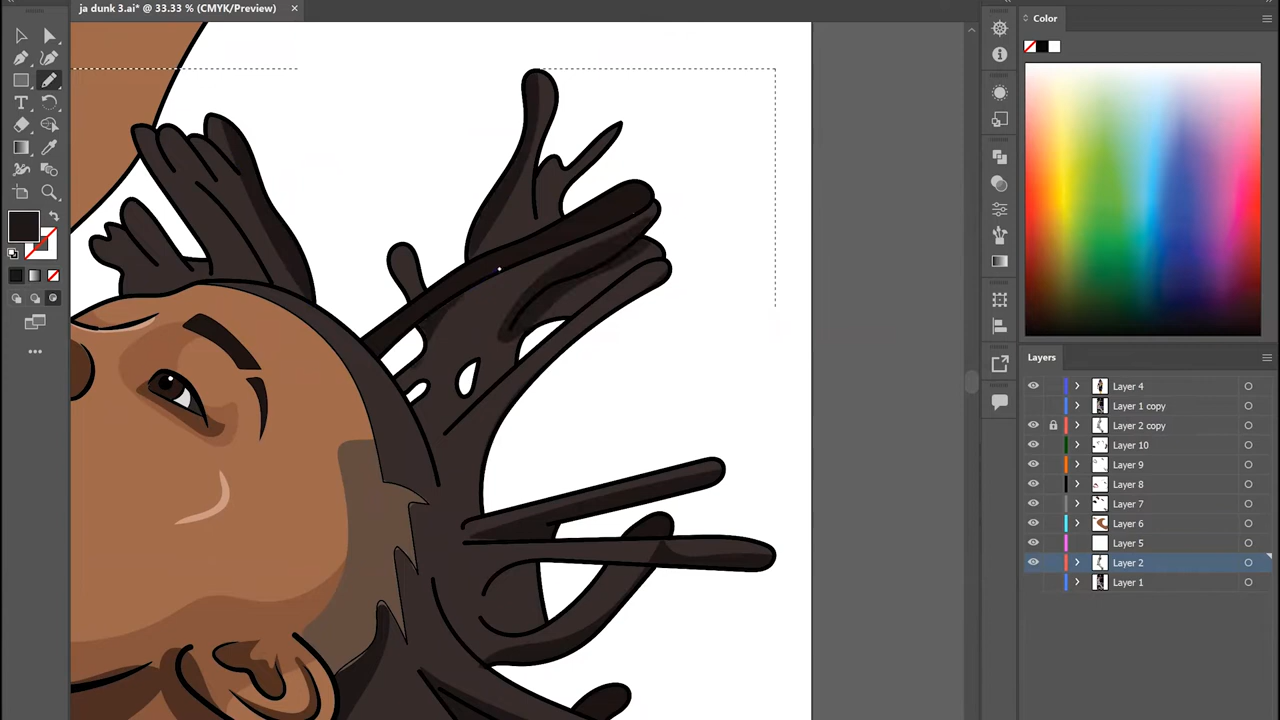 ja dunk 3.ai* @ 33.33 % (CMYK/Preview) ×
Color
Layers
Layer 4
Layer 1 copy
Layer 2 copy
Layer 10
Layer 9
Layer 8
Layer 7
Layer 6
Layer 5
Layer 2
Layer 1